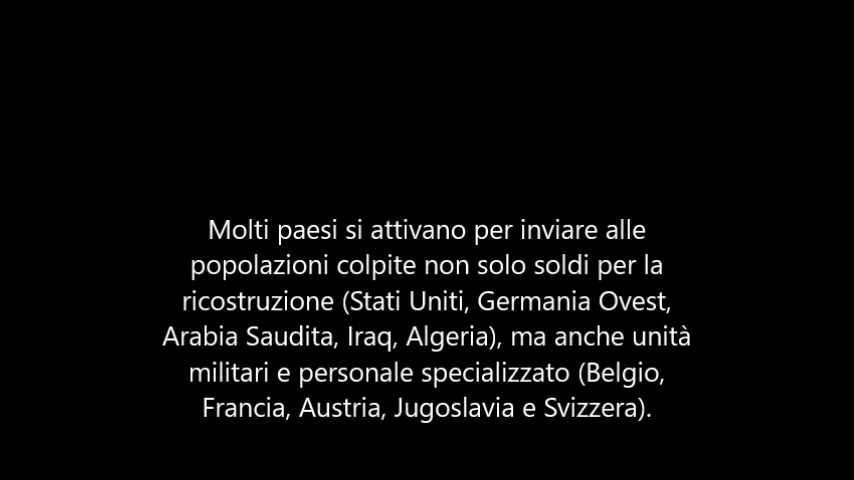 Molti paesi si attivano per inviare alle
popolazioni colpite non solo soldi per la
ricostruzione (Stati Uniti, Germania Ovest,
Arabia Saudita, Iraq, Algeria), ma anche unità
militari e personale specializzato (Belgio,
Francia, Austria, Jugoslavia e Svizzera).